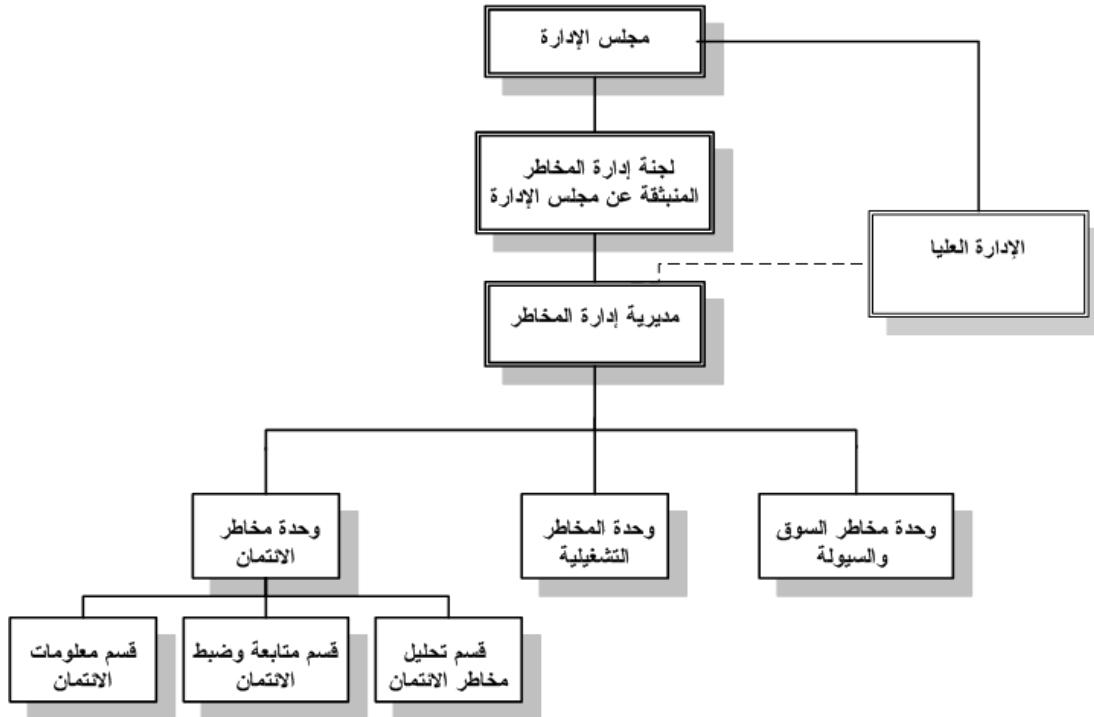 مجلس الإدارة
لجنة إدارة المخاطر
المنبثقة عن مجلس الإدارة
الإدارة العليا
مديرية إدارة المخاطر
وحدة مخاطر السوق
والسيولة
وحدة المخاطر
التشغيلية
وحدة مخاطر
الائتمان
قسم تحليل
مخاطر الائتمان
قسم متابعة وضبط
الائتمان
قسم معلومات
الائتمان